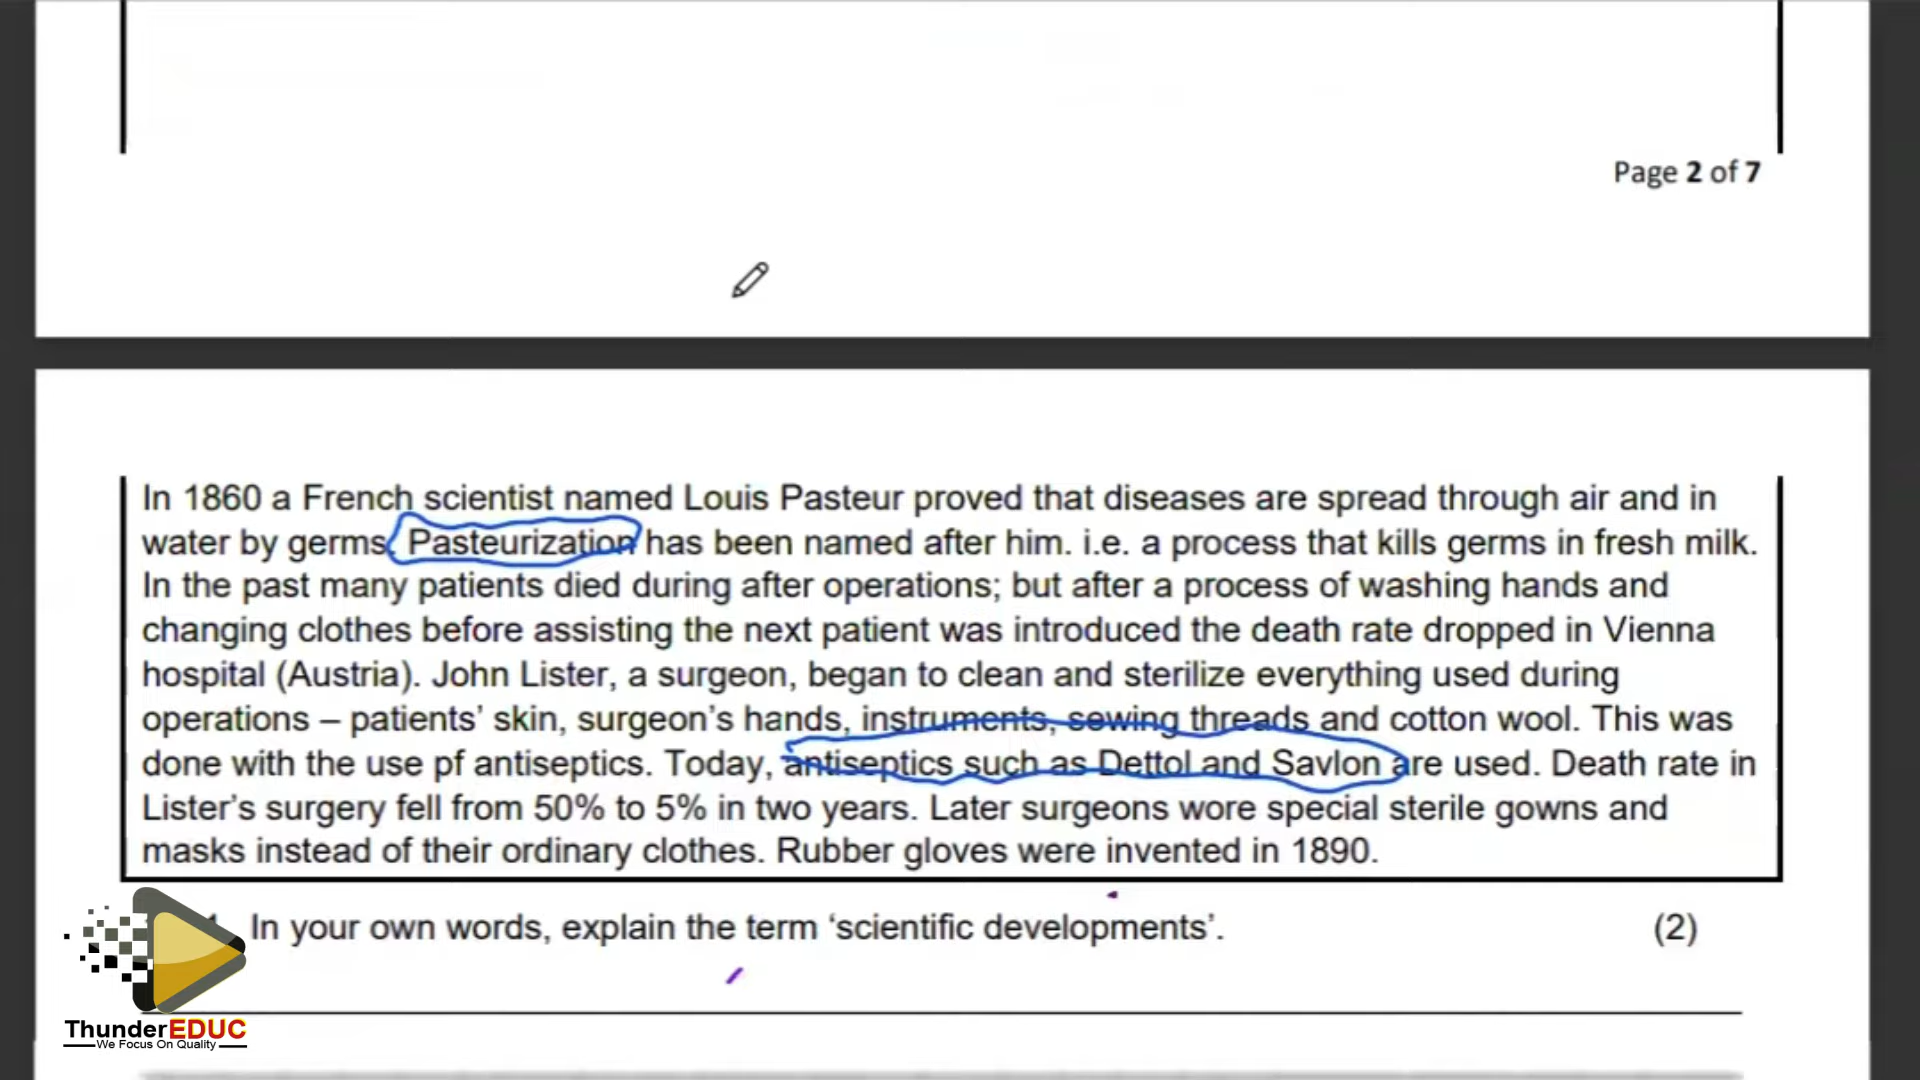 Page 2 of 7
In 1860 a French scientist named Louis Pasteur proved that diseases are spread through air and in
water by germs. Pasteurization has been named after him. i.e. a process that kills germs in fresh milk.
In the past many patients died during after operations; but after a process of washing hands and
changing clothes before assisting the next patient was introduced the death rate dropped in Vienna
hospital (Austria). John Lister, a surgeon, began to clean and sterilize everything used during
operations – patients’ skin, surgeon’s hands, instruments, sewing threads and cotton wool. This was
done with the use pf antiseptics. Today, antiseptics such as Dettol and Savlon are used. Death rate in
Lister’s surgery fell from 50% to 5% in two years. Later surgeons wore special sterile gowns and
masks instead of their ordinary clothes. Rubber gloves were invented in 1890.
In your own words, explain the term ‘scientific developments’. (2)
ThunderEDUC
We Focus On Quality